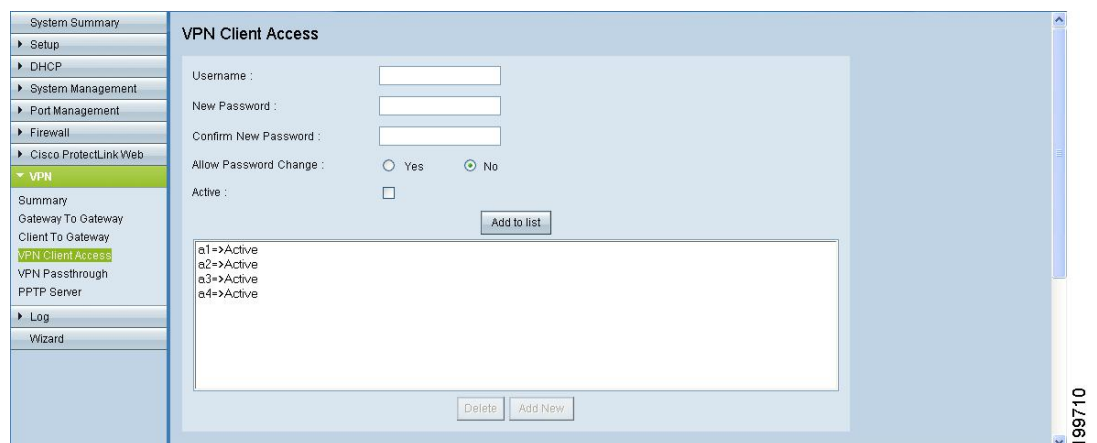 System Summary
Setup
DHCP
System Management
Port Management
Firewall
Cisco ProtectLink Web
VPN
Summary
Gateway To Gateway
Client To Gateway
VPN Client Access
VPN Passthrough
PPTP Server
Log
Wizard
VPN Client Access
Username :
New Password :
Confirm New Password :
Allow Password Change : Yes No
Active :
Add to list
a1=>Active
a2=>Active
a3=>Active
a4=>Active
Delete Add New
199710